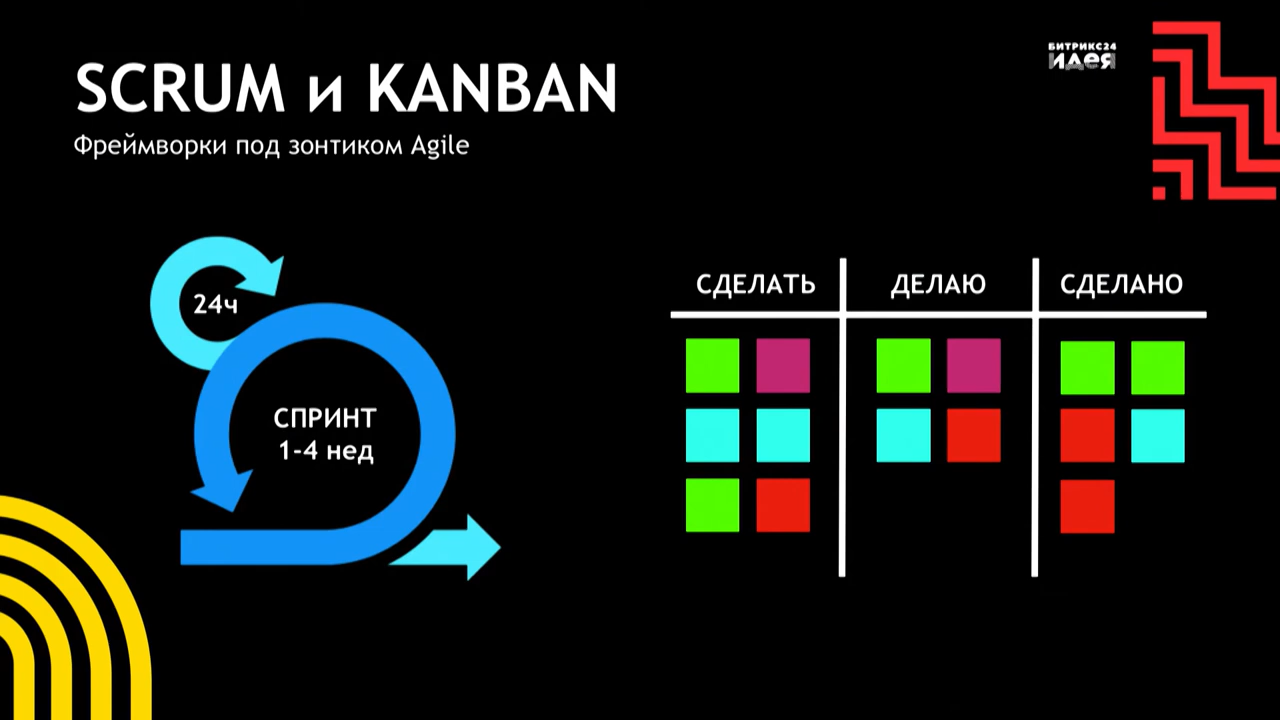 SCRUM и KANBAN
Фреймворки под зонтиком Agile
БИТРИКС24
идея
24ч
СПРИНТ
1-4 нед
СДЕЛАТЬ
ДЕЛАЮ
СДЕЛАНО